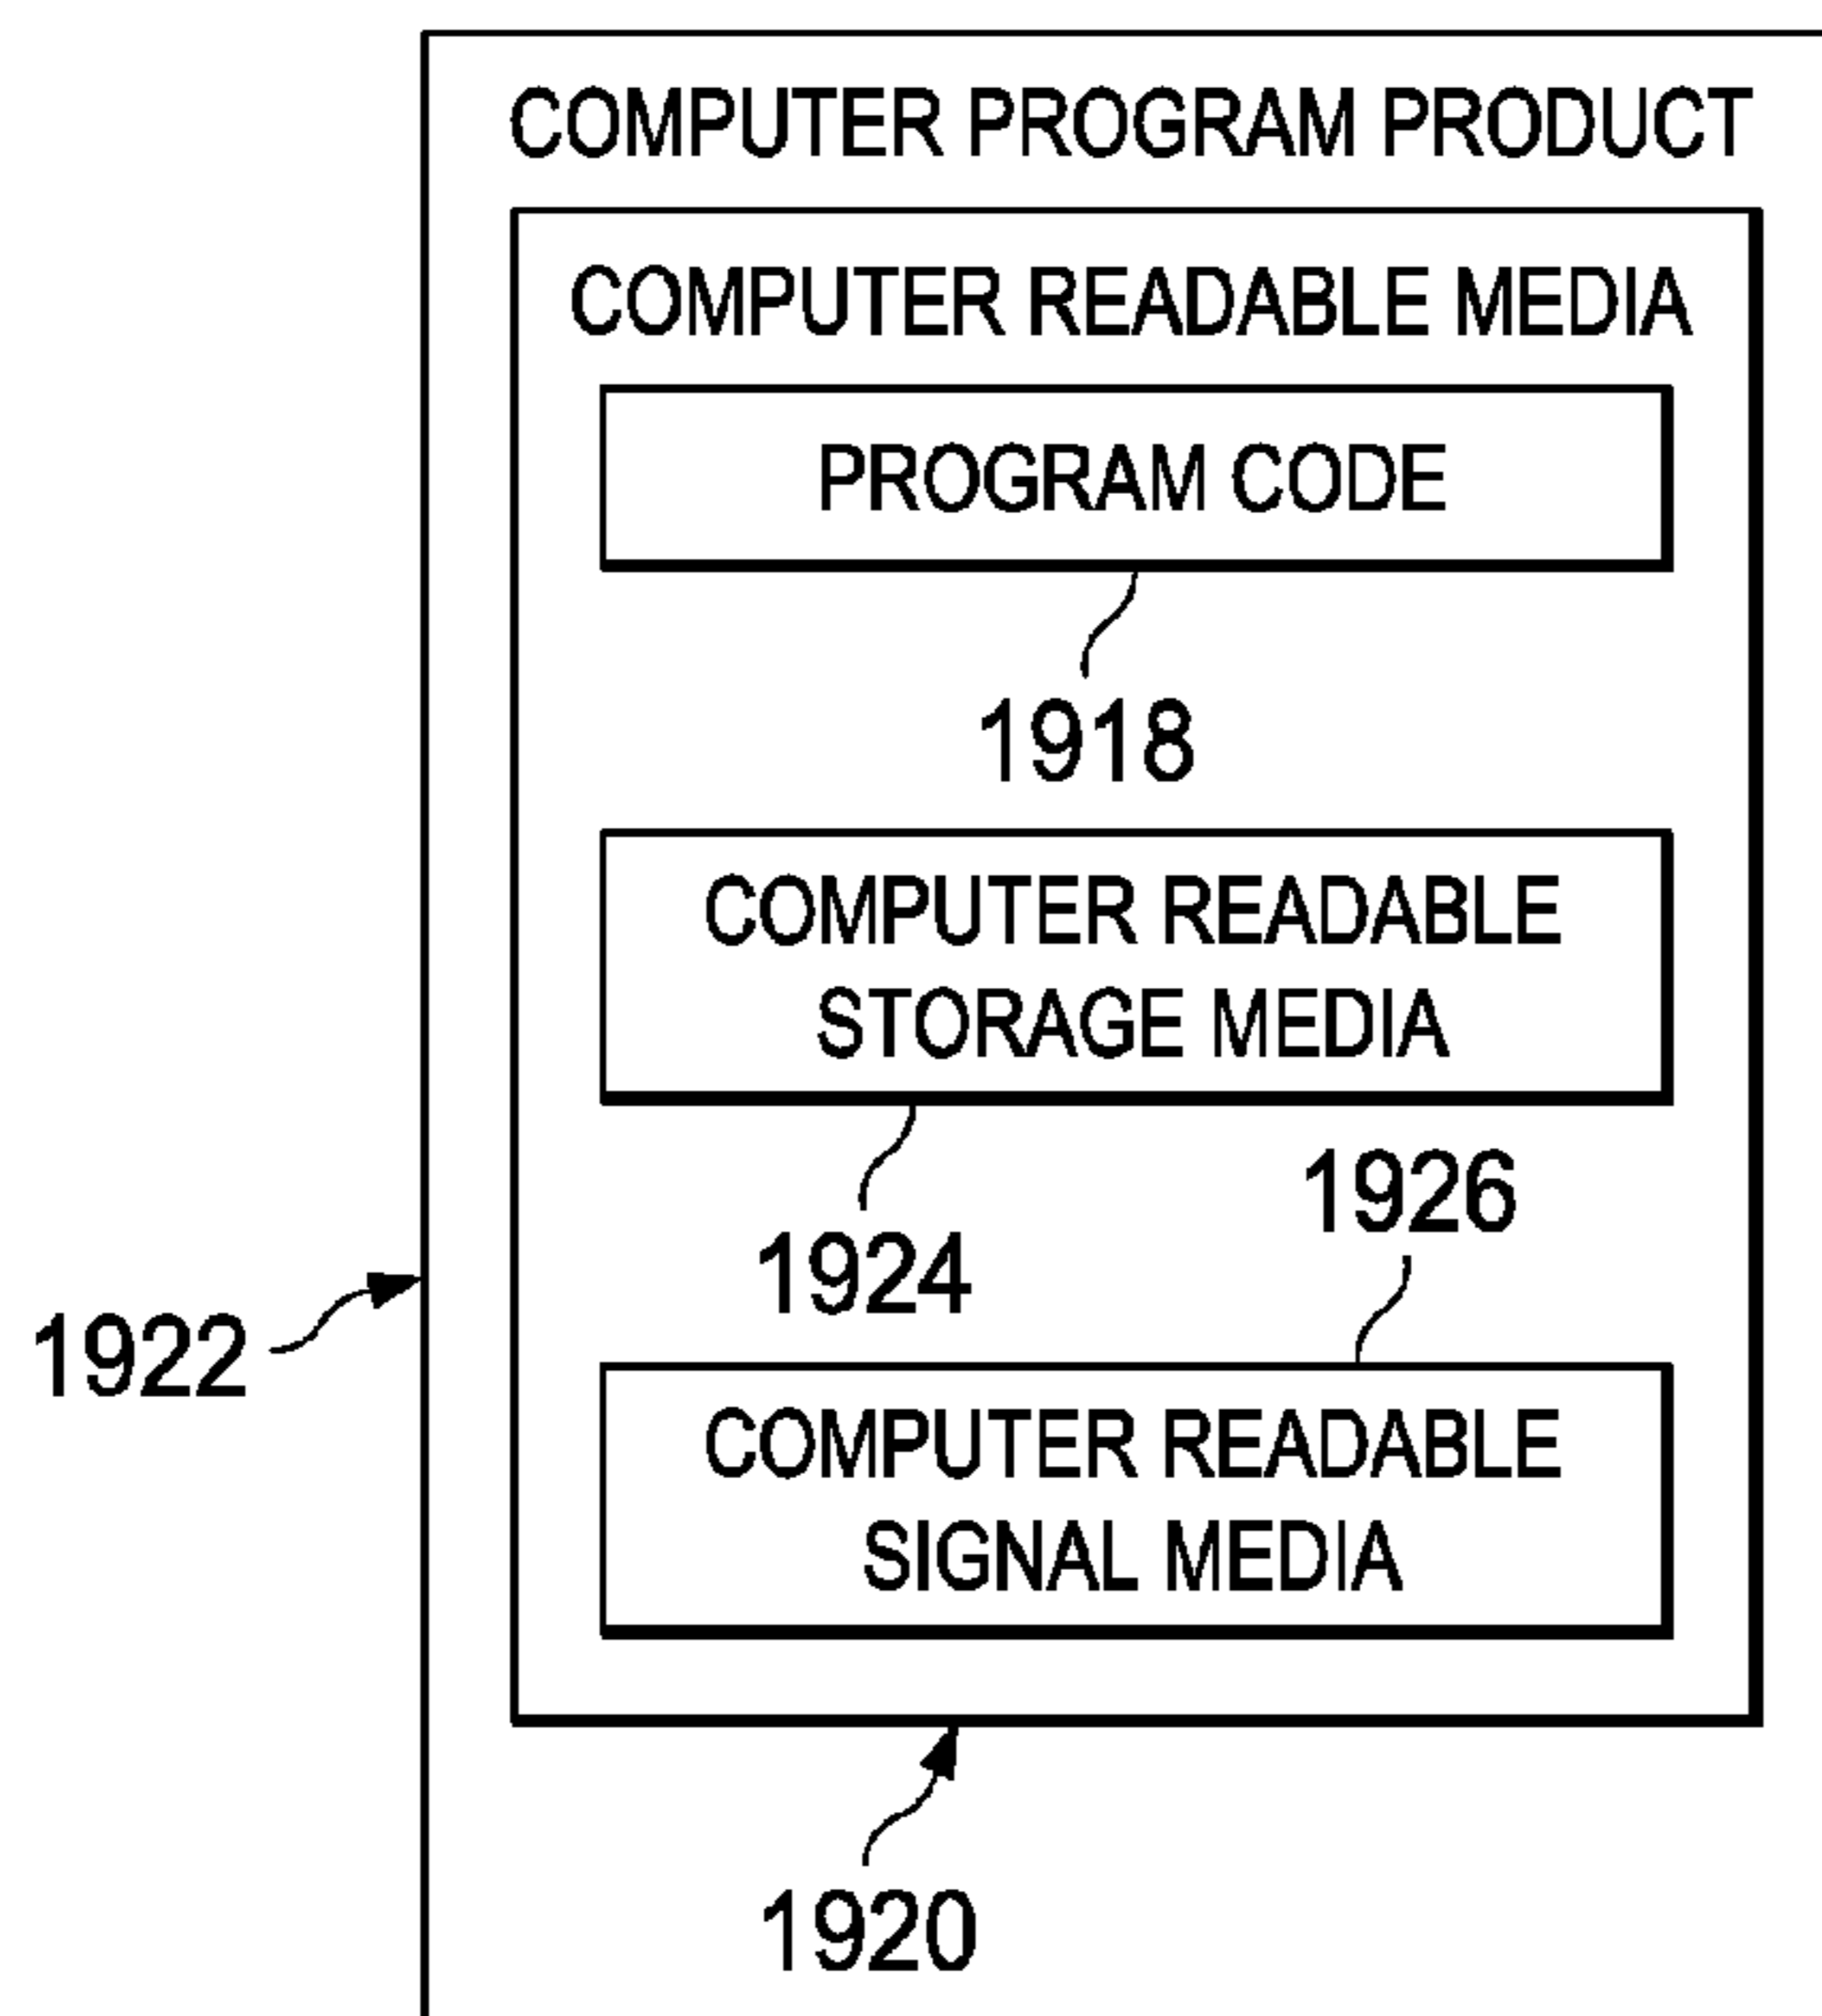 COMPUTER PROGRAM PRODUCT
COMPUTER READABLE MEDIA
PROGRAM CODE
1918
COMPUTER READABLE
STORAGE MEDIA
1924
1926
1922
COMPUTER READABLE
SIGNAL MEDIA
1920